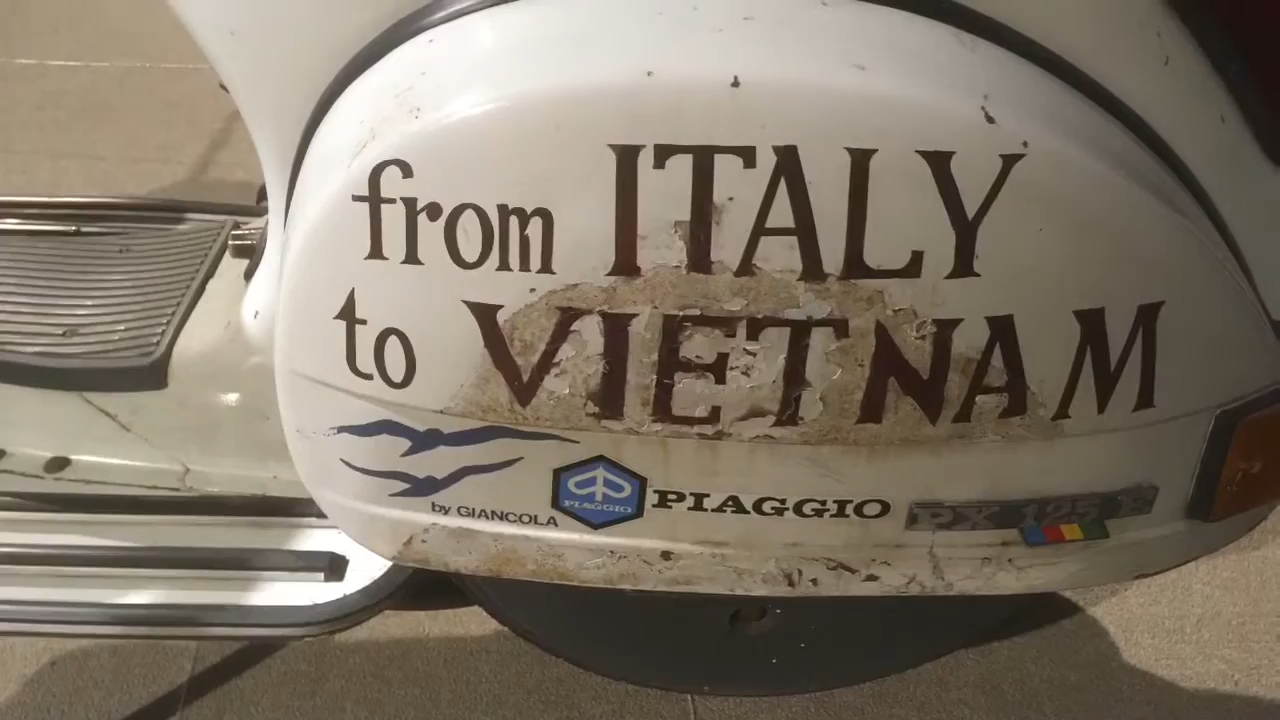 from ITALY
to VIETNAM
by GIANCOLA
PIAGGIO
PIAGGIO
PX 125 E